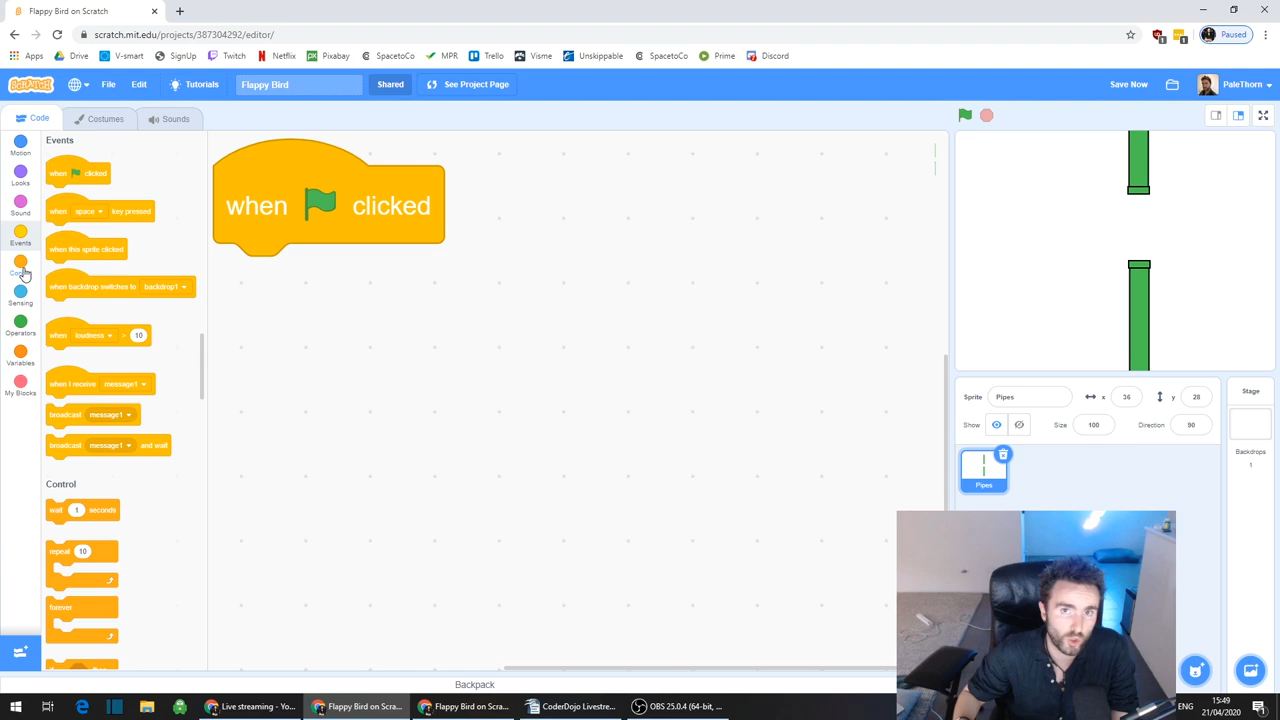 Flappy Bird on Scratch
scratch.mit.edu/projects/387304292/editor/
Paused
Apps Drive V-smart SignUp Twitch Netflix Pixabay SpacetoCo MPR Trello Visme Unskippable SpacetoCo Prime Discord
SCRATCH File Edit Tutorials Flappy Bird Shared See Project Page Save Now PaleThorn
Code Costumes Sounds
Motion
Looks
Sound
Events
Sensing
Operators
Variables
My Blocks
Events
when clicked
when space key pressed
when this sprite clicked
when backdrop switches to backdrop1
when loudness > 10
when I receive message1
broadcast message1
broadcast message1 and wait
Control
wait 1 seconds
repeat 10
forever
when clicked
Sprite Pipes x 36 y 28
Show Size 100 Direction 90
Pipes
Stage
Backdrops
1
Backpack
Live streaming - Yo...
Flappy Bird on Scra...
Flappy Bird on Scra...
CoderDojo Livestre...
OBS 25.0.4 (64-bit, ...
ENG
15:49
21/04/2020